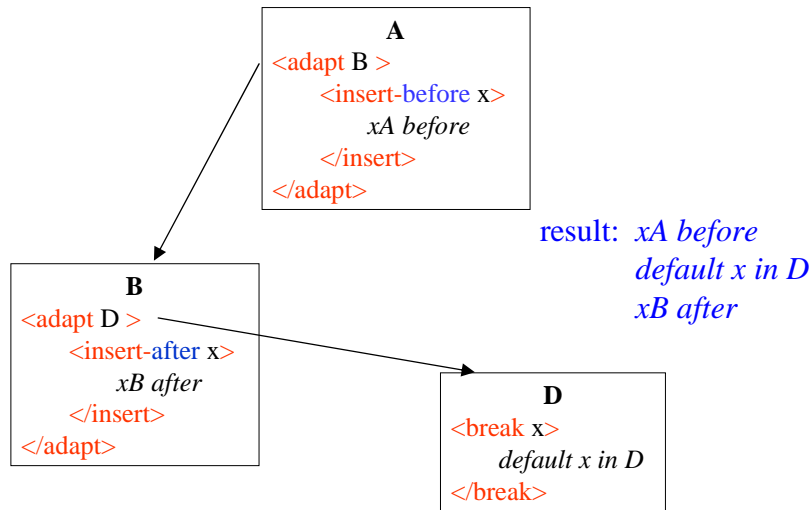 A
<adapt B >
<insert-before x>
xA before
</insert>
</adapt>
result: xA before
default x in D
xB after
B
<adapt D >
<insert-after x>
xB after
</insert>
</adapt>
D
<break x>
default x in D
</break>